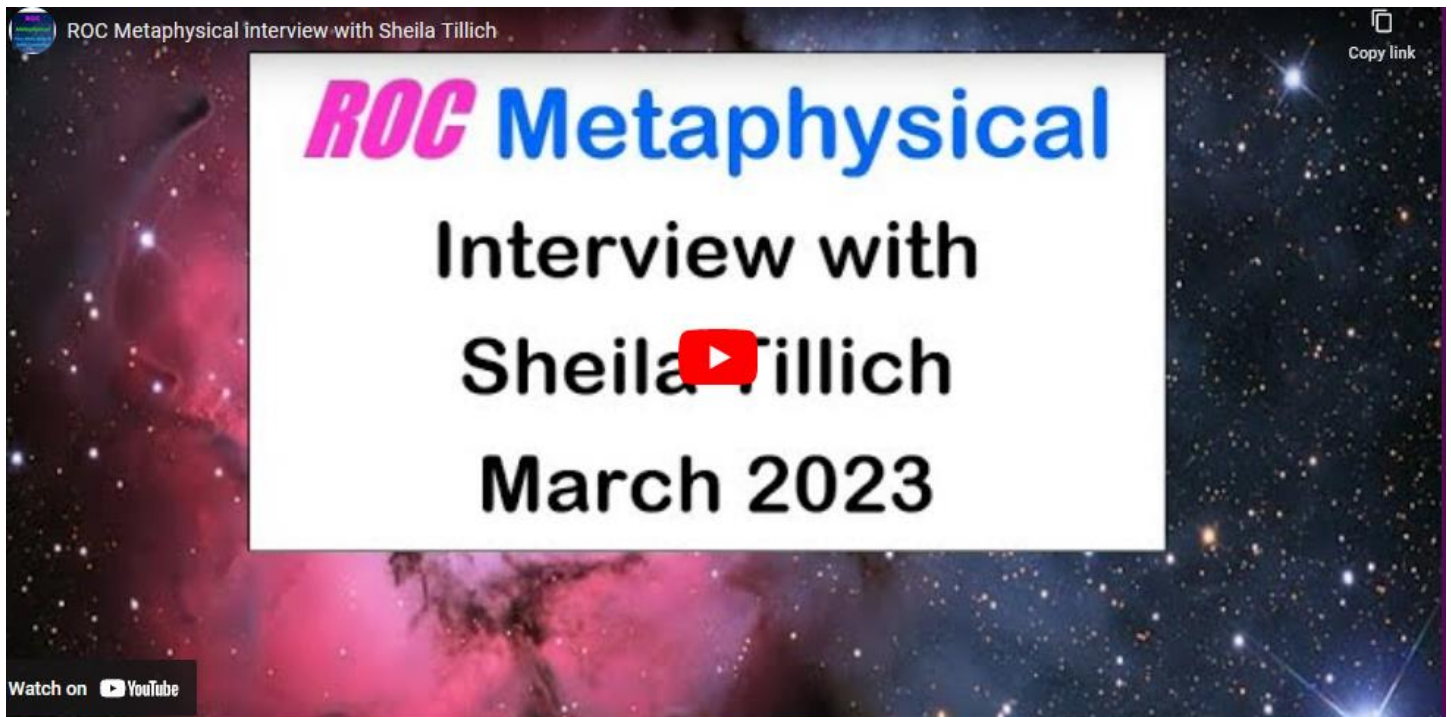 ROC Metaphysical interview with Sheila Tillich
Copy link
ROC Metaphysical
Interview with
Sheila Tillich
March 2023
Watch on YouTube